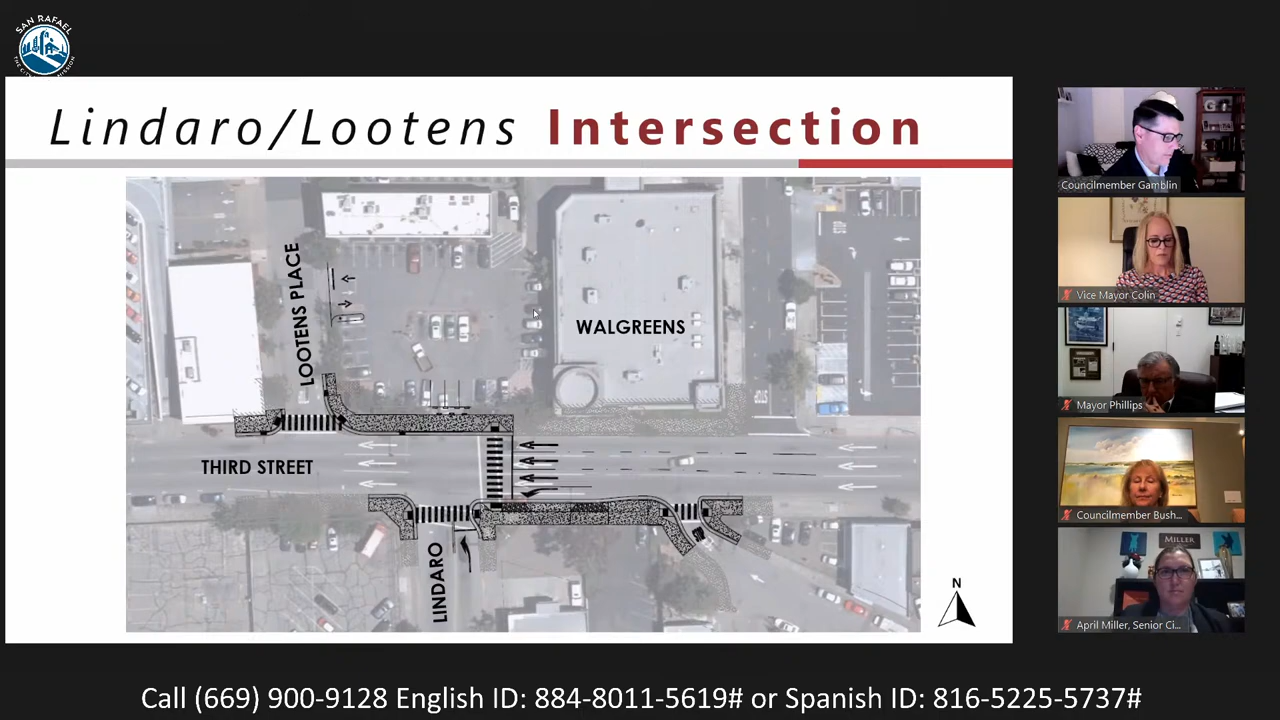 SAN RAFAEL
Lindaro/Lootens Intersection
LOOTENS PLACE
WALGREENS
STOP
THIRD STREET
LINDARO
N
Councilmember Gamblin
Vice Mayor Colin
Mayor Phillips
Councilmember Bush...
MILLER
April Miller, Senior Ci...
Call (669) 900-9128 English ID: 884-8011-5619# or Spanish ID: 816-5225-5737#